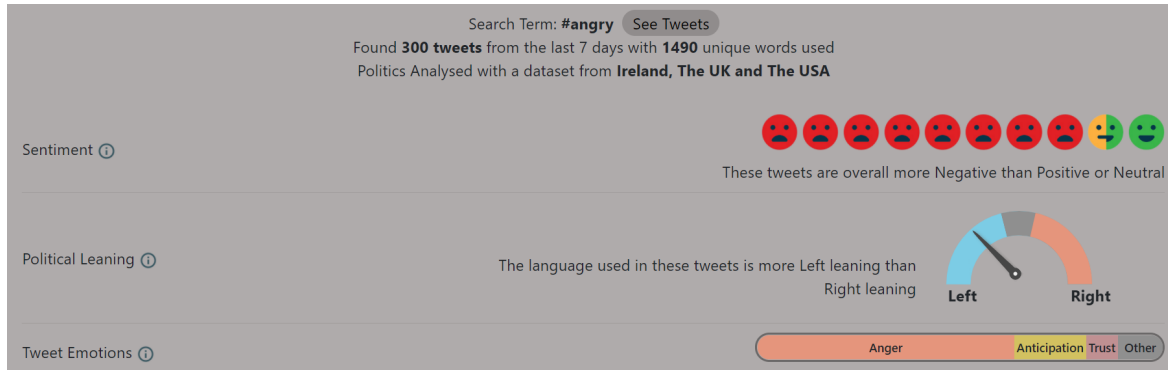 Search Term: #angry See Tweets
Found 300 tweets from the last 7 days with 1490 unique words used
Politics Analysed with a dataset from Ireland, The UK and The USA
Sentiment
These tweets are overall more Negative than Positive or Neutral
Political Leaning
The language used in these tweets is more Left leaning than
Right leaning
Left Right
Tweet Emotions
Anger Anticipation Trust Other